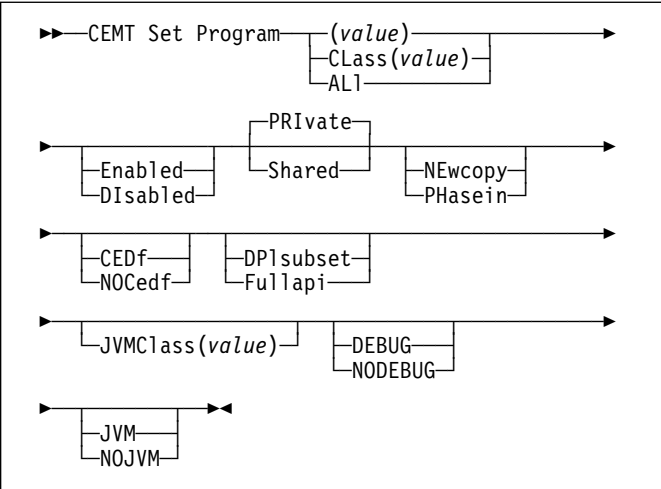 CEMT Set Program (value)
CLass(value)
ALl
PRIvate
Enabled Shared NEwcopy
DIsabled PHasein
CEDf DPlsubset
NOCedf Fullapi
JVMClass(value) DEBUG
NODEBUG
JVM
NOJVM